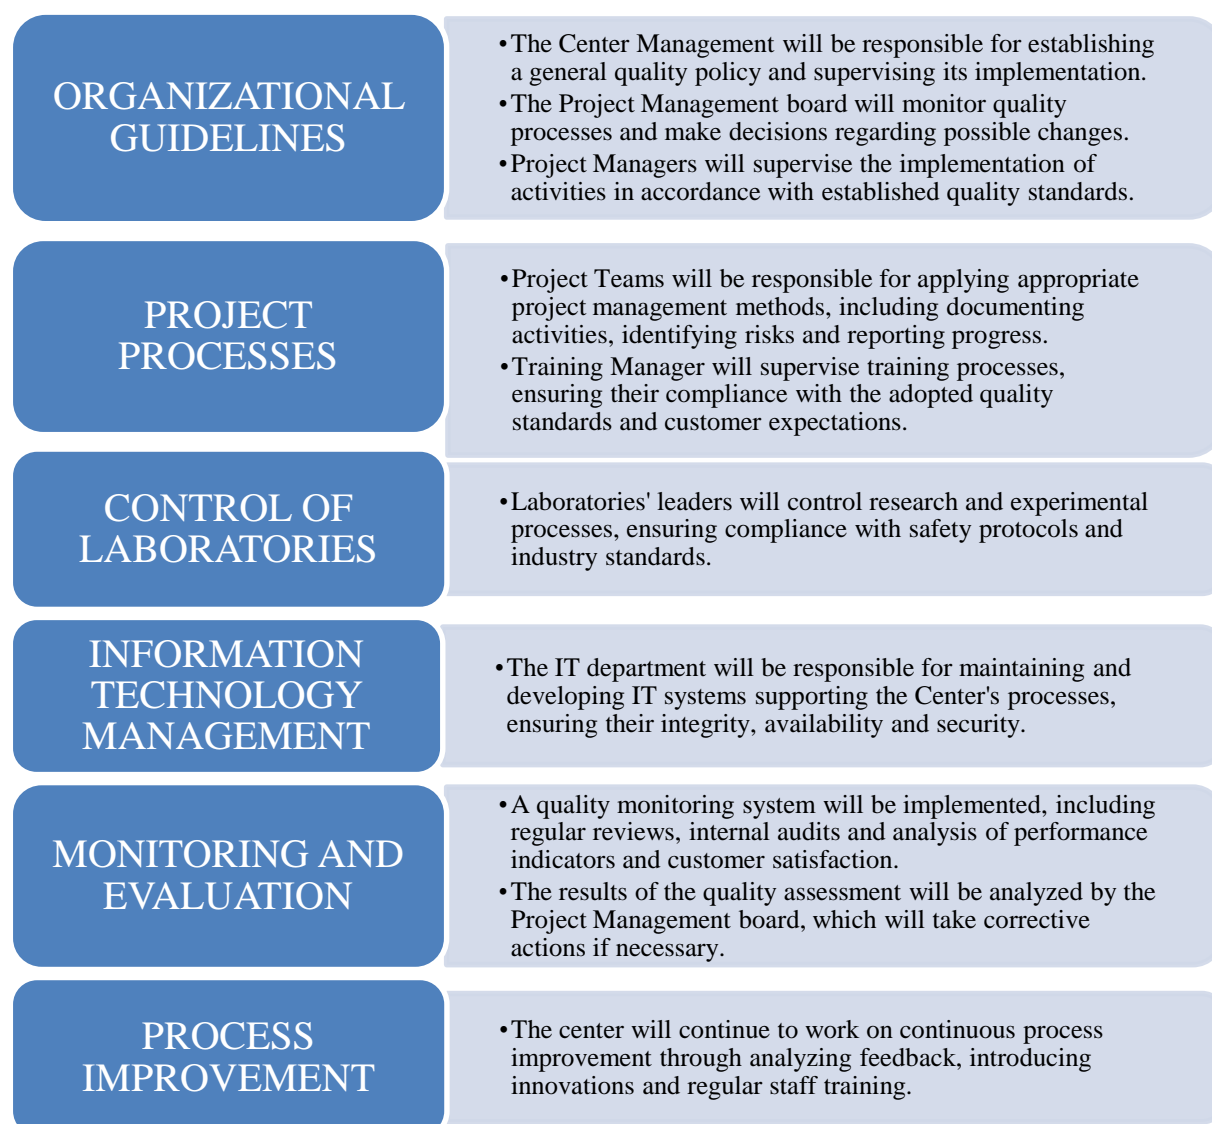 ORGANIZATIONAL
GUIDELINES
•The Center Management will be responsible for establishing
a general quality policy and supervising its implementation.
•The Project Management board will monitor quality
processes and make decisions regarding possible changes.
•Project Managers will supervise the implementation of
activities in accordance with established quality standards.
PROJECT
PROCESSES
•Project Teams will be responsible for applying appropriate
project management methods, including documenting
activities, identifying risks and reporting progress.
•Training Manager will supervise training processes,
ensuring their compliance with the adopted quality
standards and customer expectations.
CONTROL OF
LABORATORIES
•Laboratories' leaders will control research and experimental
processes, ensuring compliance with safety protocols and
industry standards.
INFORMATION
TECHNOLOGY
MANAGEMENT
•The IT department will be responsible for maintaining and
developing IT systems supporting the Center's processes,
ensuring their integrity, availability and security.
MONITORING AND
EVALUATION
•A quality monitoring system will be implemented, including
regular reviews, internal audits and analysis of performance
indicators and customer satisfaction.
•The results of the quality assessment will be analyzed by the
Project Management board, which will take corrective
actions if necessary.
PROCESS
IMPROVEMENT
•The center will continue to work on continuous process
improvement through analyzing feedback, introducing
innovations and regular staff training.